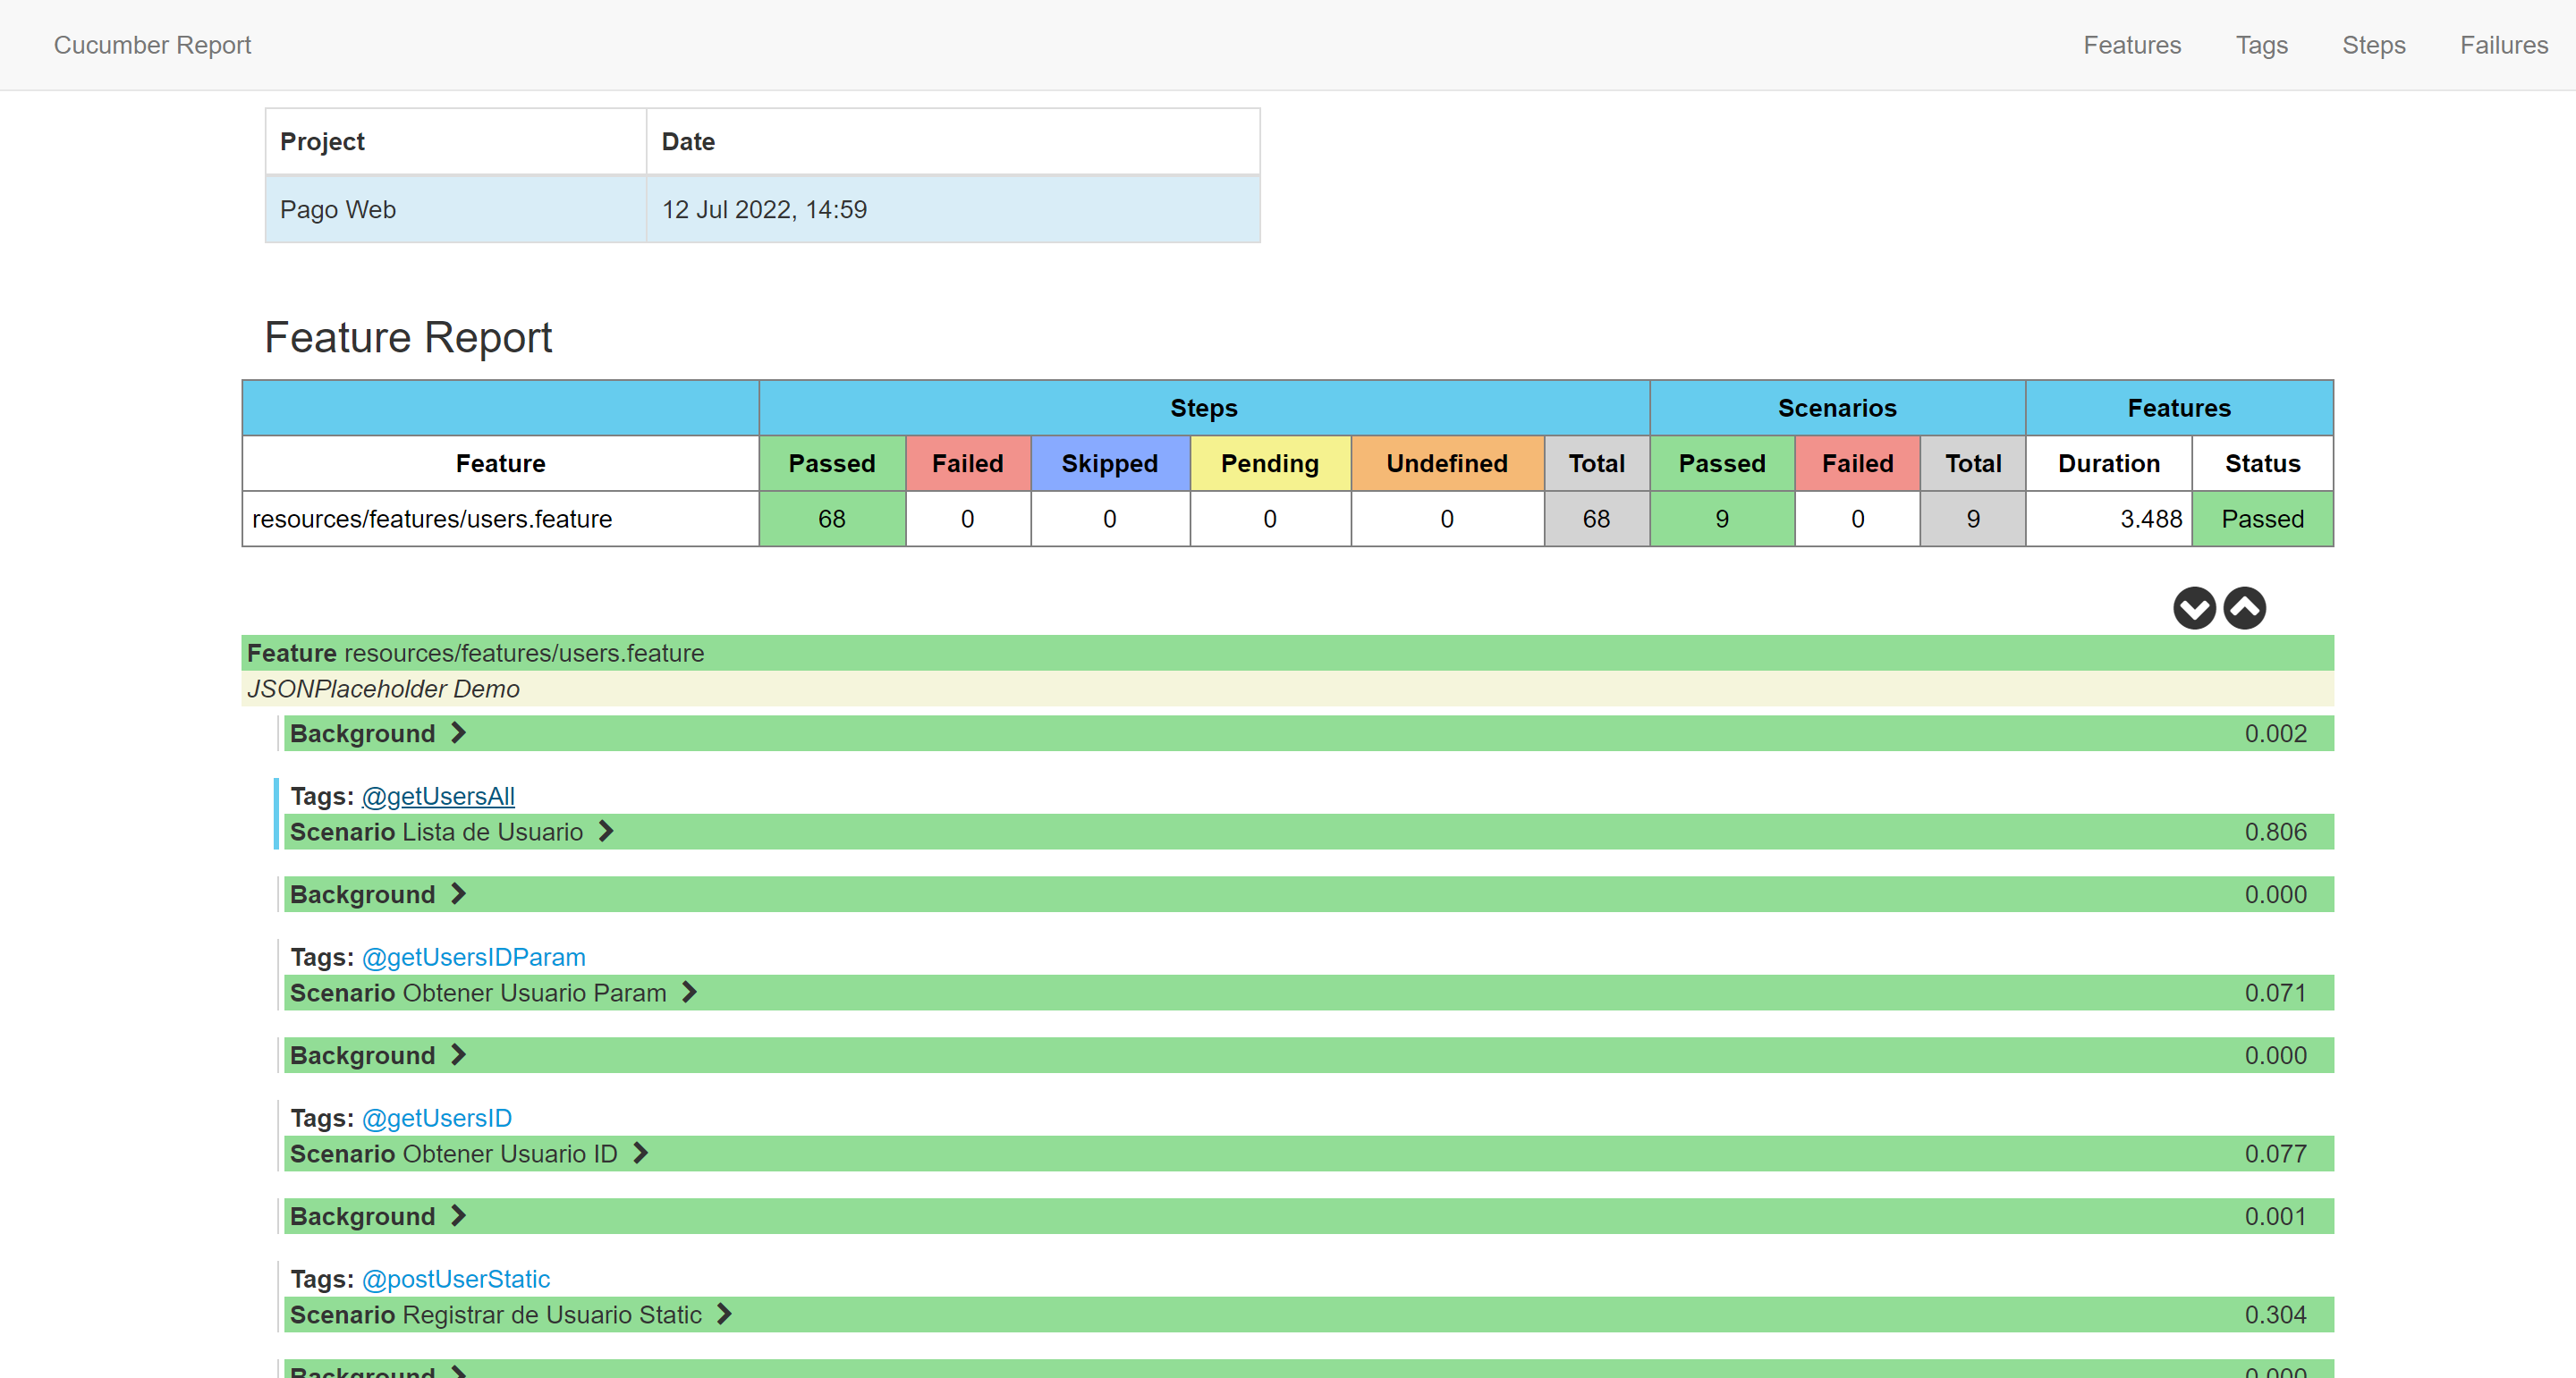 Cucumber Report Features Tags Steps Failures
Project Date
Pago Web 12 Jul 2022, 14:59
Feature Report
Steps Scenarios Features
Feature Passed Failed Skipped Pending Undefined Total Passed Failed Total Duration Status
resources/features/users.feature 68 0 0 0 0 68 9 0 9 3.488 Passed
Feature resources/features/users.feature
JSONPlaceholder Demo
Background 0.002
Tags: @getUsersAll
Scenario Lista de Usuario 0.806
Background 0.000
Tags: @getUsersIDParam
Scenario Obtener Usuario Param 0.071
Background 0.000
Tags: @getUsersID
Scenario Obtener Usuario ID 0.077
Background 0.001
Tags: @postUserStatic
Scenario Registrar de Usuario Static 0.304
Background 0.000